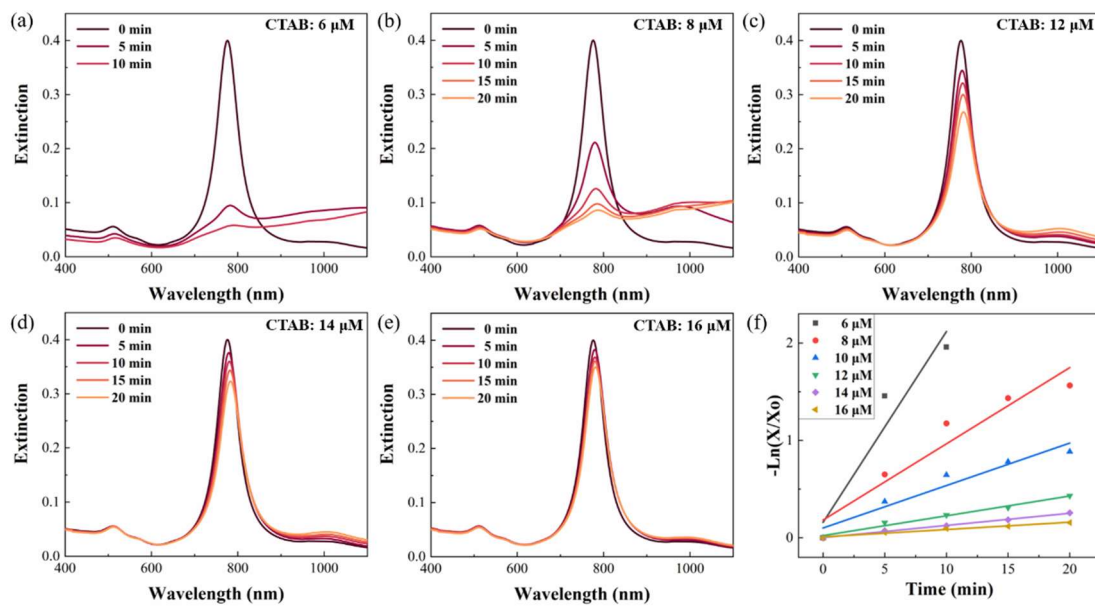 (a)
CTAB: 6 μM
0 min
5 min
10 min
0.4
0.3
0.2
0.1
0.0
Extinction
400
600
800
1000
Wavelength (nm)
(b)
CTAB: 8 μM
0 min
5 min
10 min
15 min
20 min
0.4
0.3
0.2
0.1
0.0
Extinction
400
600
800
1000
Wavelength (nm)
(c)
CTAB: 12 μM
0 min
5 min
10 min
15 min
20 min
0.4
0.3
0.2
0.1
0.0
Extinction
400
600
800
1000
Wavelength (nm)
(d)
CTAB: 14 μM
0 min
5 min
10 min
15 min
20 min
0.4
0.3
0.2
0.1
0.0
Extinction
400
600
800
1000
Wavelength (nm)
(e)
CTAB: 16 μM
0 min
5 min
10 min
15 min
20 min
0.4
0.3
0.2
0.1
0.0
Extinction
400
600
800
1000
Wavelength (nm)
(f)
6 μM
8 μM
10 μM
12 μM
14 μM
16 μM
2
1
0
-Ln(X/Xo)
0
5
10
15
20
Time (min)